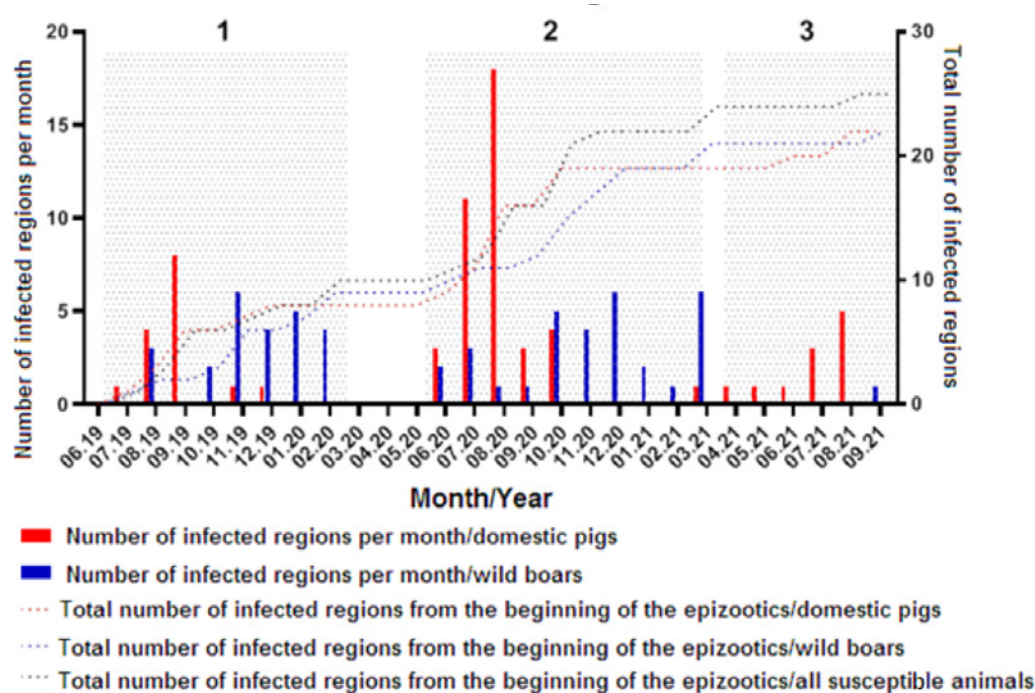 1 2 3
20 30
15
20
10
10
5
0 0
Number of infected regions per month
Total number of infected regions
06.19 07.19 08.19 09.19 10.19 11.19 12.19 01.20 02.20 03.20 04.20 05.20 06.20 07.20 08.20 09.20 10.20 11.20 12.20 01.21 02.21 03.21 04.21 05.21 06.21 07.21 08.21 09.21
Month/Year
Number of infected regions per month/domestic pigs
Number of infected regions per month/wild boars
Total number of infected regions from the beginning of the epizootics/domestic pigs
Total number of infected regions from the beginning of the epizootics/wild boars
Total number of infected regions from the beginning of the epizootics/all susceptible animals